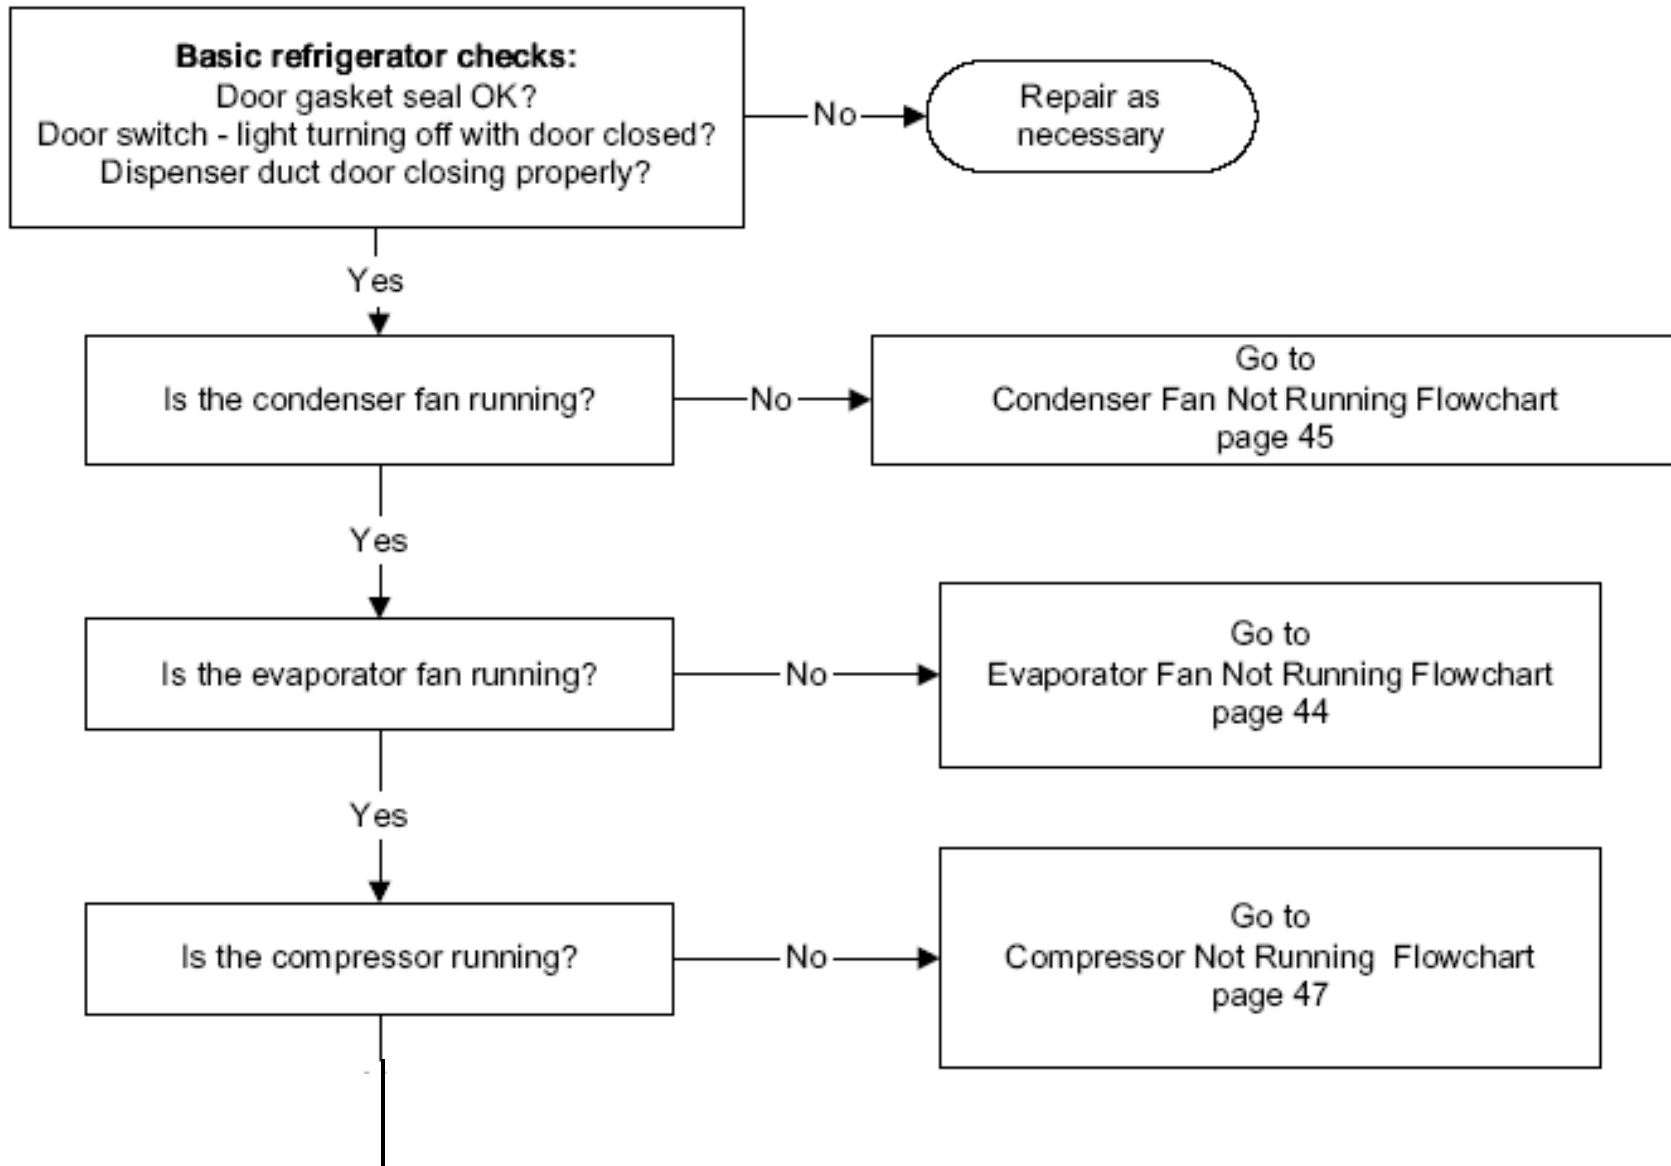 Basic refrigerator checks:
Door gasket seal OK?
Door switch - light turning off with door closed?
Dispenser duct door closing properly?
No
Repair as
necessary
Yes
Is the condenser fan running?
No
Go to
Condenser Fan Not Running Flowchart
page 45
Yes
Is the evaporator fan running?
No
Go to
Evaporator Fan Not Running Flowchart
page 44
Yes
Is the compressor running?
No
Go to
Compressor Not Running Flowchart
page 47